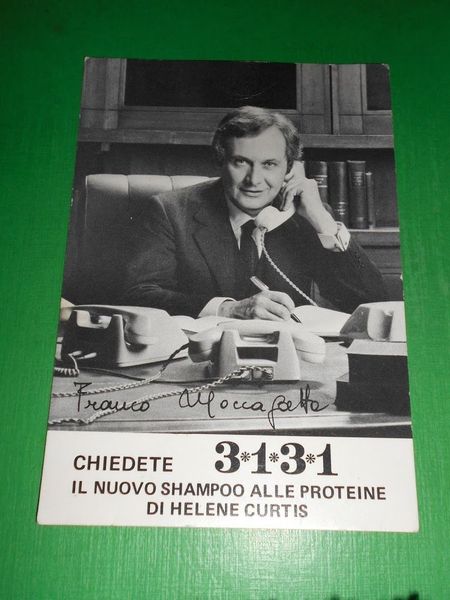 Franco Moccagatta
CHIEDETE 3*1*3*1
IL NUOVO SHAMPOO ALLE PROTEINE
DI HELENE CURTIS